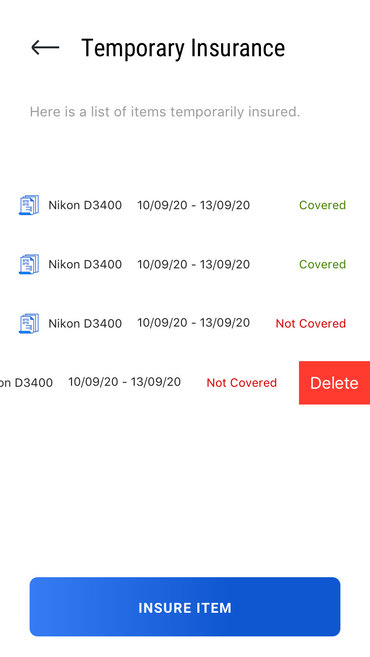 Temporary Insurance
Here is a list of items temporarily insured.
Nikon D3400 10/09/20 - 13/09/20 Covered
Nikon D3400 10/09/20 - 13/09/20 Covered
Nikon D3400 10/09/20 - 13/09/20 Not Covered
on D3400 10/09/20 - 13/09/20 Not Covered Delete
INSURE ITEM